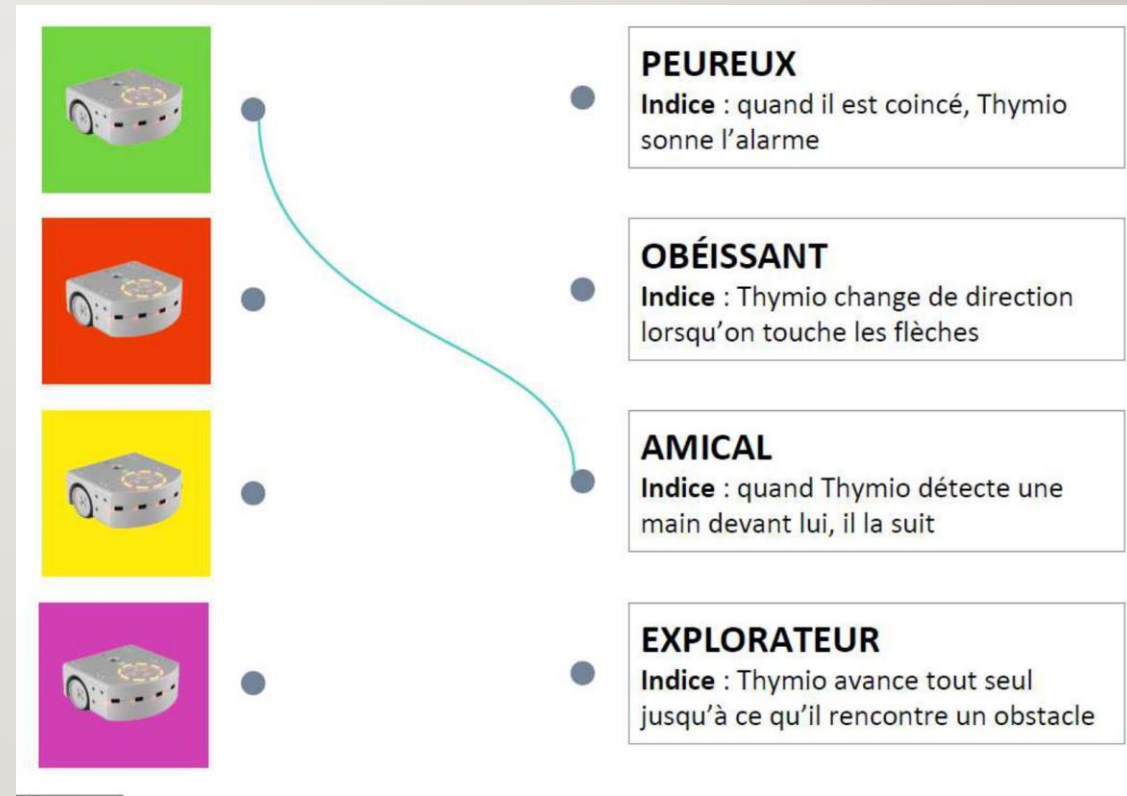 PEUREUX
Indice : quand il est coincé, Thymio
sonne l'alarme
OBÉISSANT
Indice : Thymio change de direction
lorsqu'on touche les flèches
AMICAL
Indice : quand Thymio détecte une
main devant lui, il la suit
EXPLORATEUR
Indice : Thymio avance tout seul
jusqu'à ce qu'il rencontre un obstacle